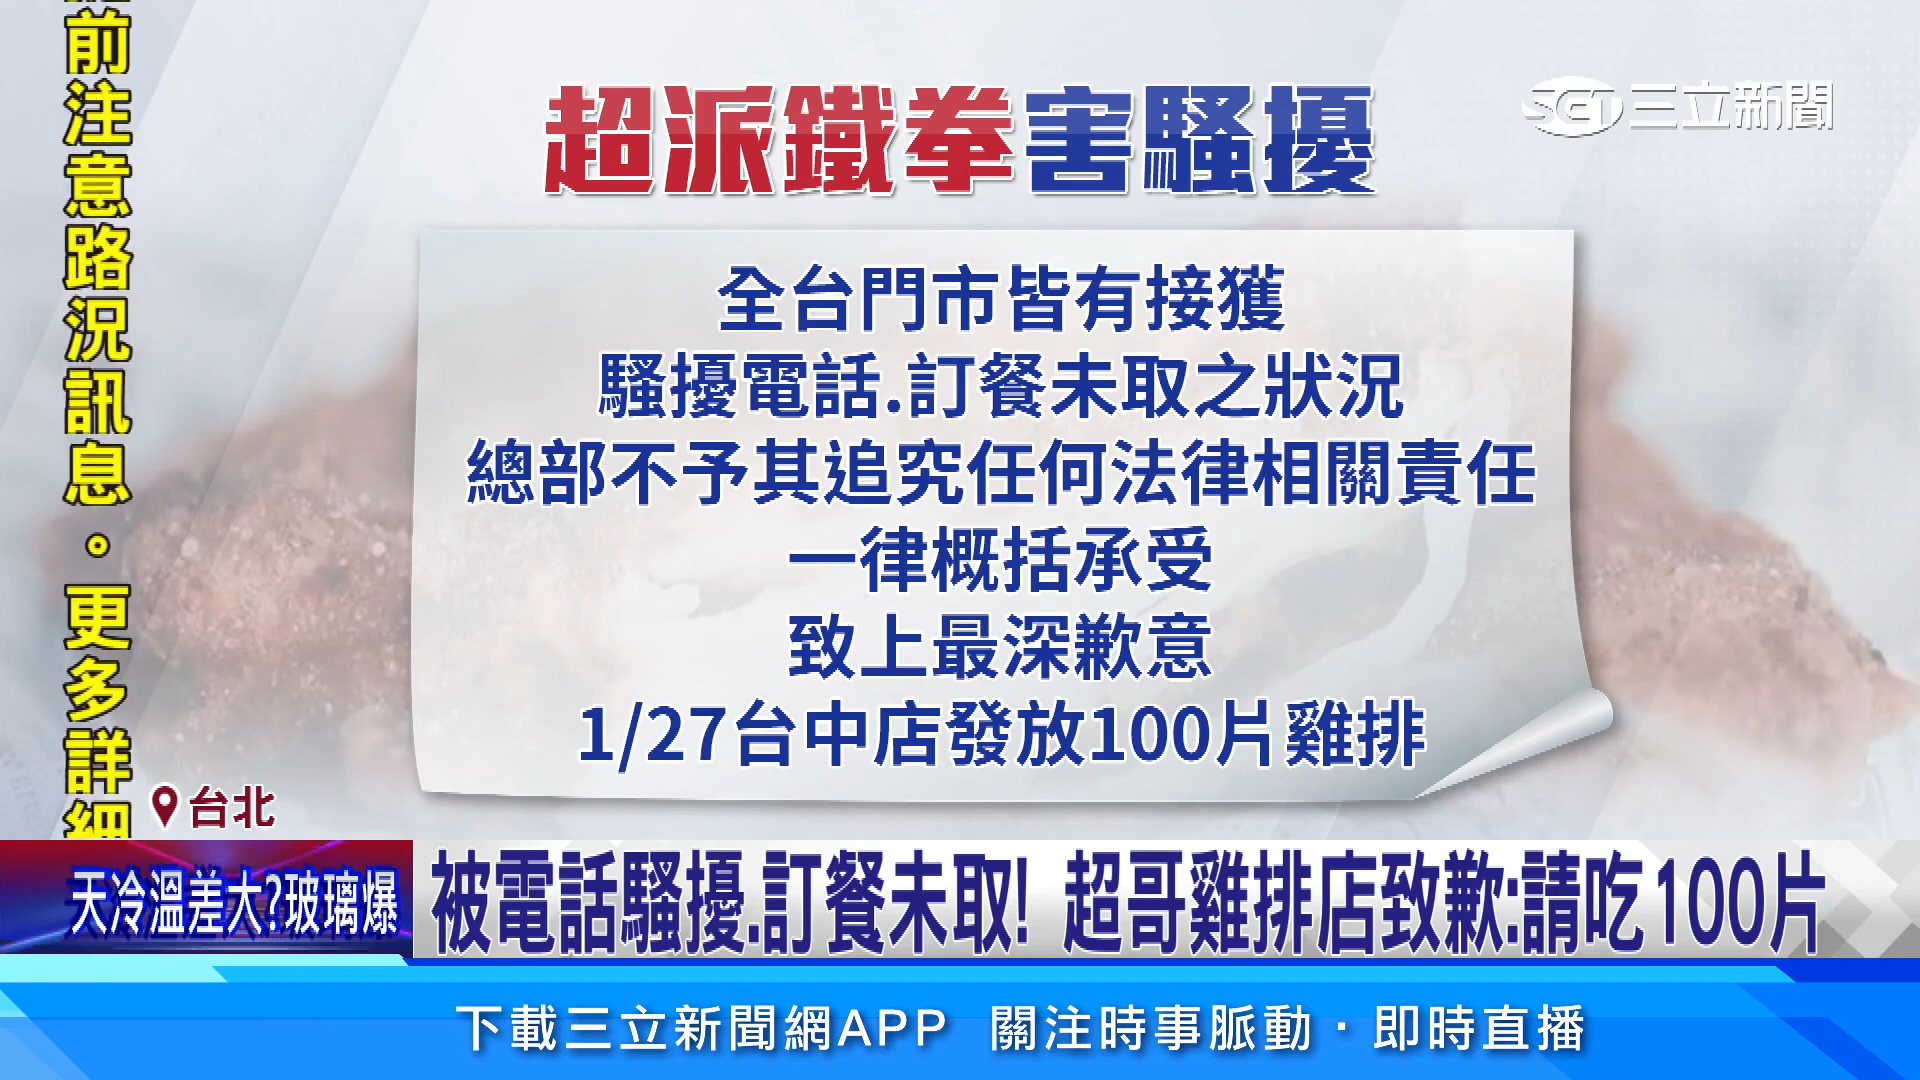 前注意路況訊息。更多詳細
超派鐵拳害騷擾
SET三立新聞
全台門市皆有接獲
騷擾電話.訂餐未取之狀況
總部不予其追究任何法律相關責任
一律概括承受
致上最深歉意
1/27台中店發放100片雞排
台北
天冷溫差大?玻璃爆
被電話騷擾.訂餐未取! 超哥雞排店致歉:請吃100片
下載三立新聞網APP 關注時事脈動·即時直播